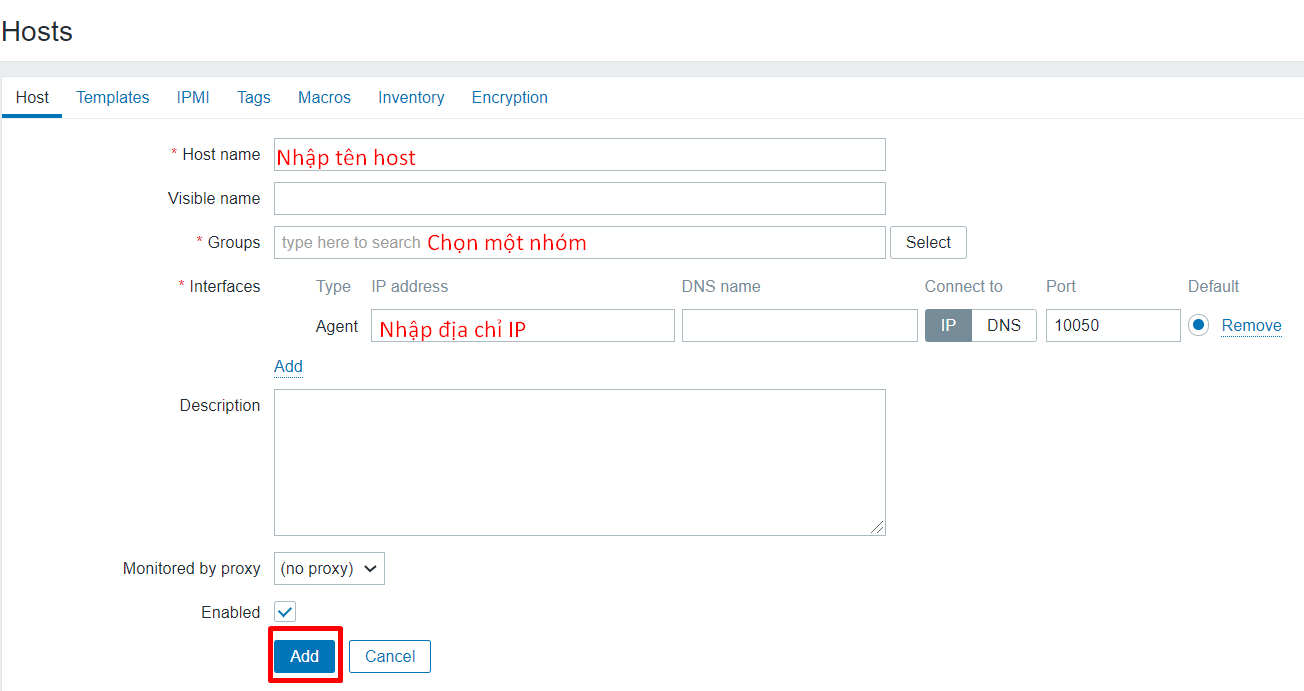 Hosts
Host Templates IPMI Tags Macros Inventory Encryption
* Host name Nhập tên host
Visible name
* Groups type here to search Chọn một nhóm Select
* Interfaces Type IP address DNS name Connect to Port Default
Agent Nhập địa chỉ IP IP DNS 10050 Remove
Add
Description
Monitored by proxy (no proxy)
Enabled
Add Cancel